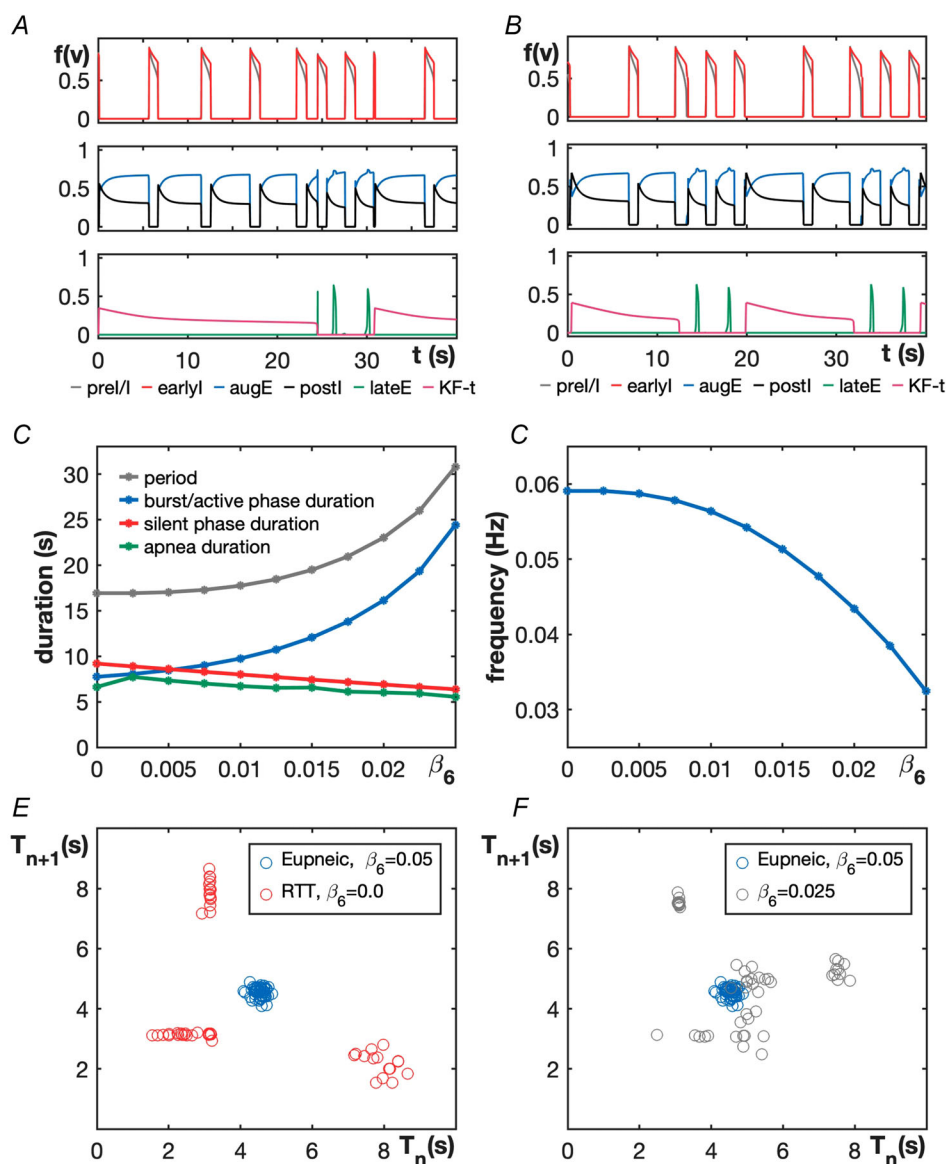 A
f(v)
0.5
1
0.5
0
1
0.5
0
0 10 20 30 t (s)
preI/I earlyI augE postI lateE KF-t
B
f(v)
0.5
0
1
0.5
0
1
0.5
0
0 10 20 30 t (s)
preI/I earlyI augE postI lateE KF-t
C
duration (s)
30
25
20
15
10
5
0
period
burst/active phase duration
silent phase duration
apnea duration
0 0.005 0.01 0.015 0.02 β6
C
frequency (Hz)
0.06
0.05
0.04
0.03
0 0.005 0.01 0.015 0.02 β6
E
Tn+1(s)
8
6
4
2
Eupneic, β6=0.05
RTT, β6=0.0
0 2 4 6 8
Tn(s)
F
Tn+1(s)
8
6
4
2
Eupneic, β6=0.05
β6=0.025
0 2 4 6 8
Tn(s)